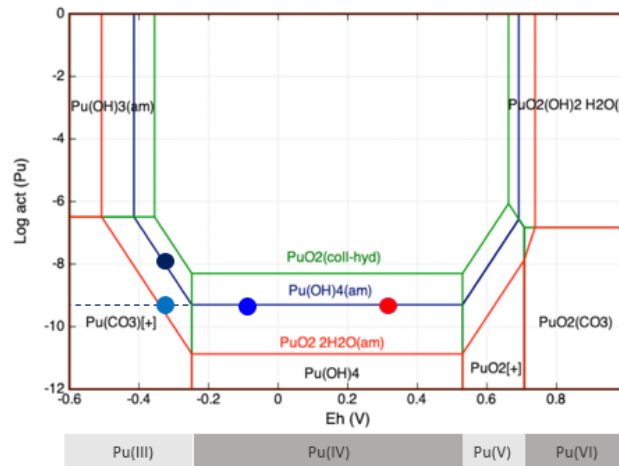 0
-2
-4
-6
-8
-10
-12
Log act (Pu)
Pu(OH)3(am)
PuO2(OH)2 H2O(
PuO2(coll-hyd)
Pu(OH)4(am)
Pu(CO3)[+]
PuO2 2H2O(am)
PuO2(CO3)
Pu(OH)4
PuO2[+]
-0.6 -0.4 -0.2 0 0.2 0.4 0.6 0.8
Eh (V)
Pu(III) Pu(IV) Pu(V) Pu(VI)